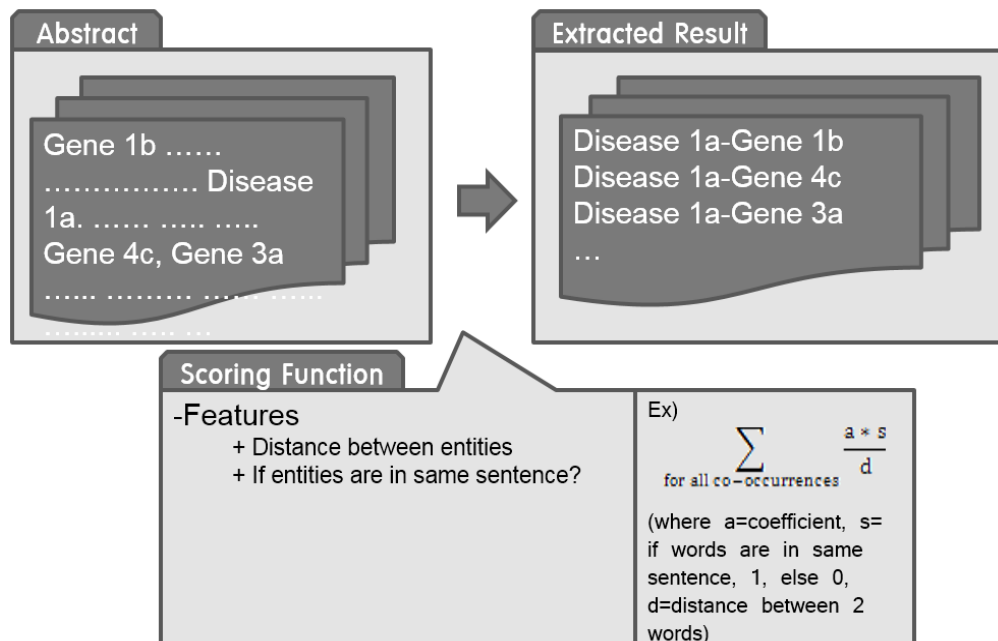 Abstract
Gene 1b ......
................ Disease
1a. ...... ..... .....
Gene 4c, Gene 3a
...... ......... ...... ......
......... ..... ...
Extracted Result
Disease 1a-Gene 1b
Disease 1a-Gene 4c
Disease 1a-Gene 3a
...
Scoring Function
-Features
+ Distance between entities
+ If entities are in same sentence?
Ex)
∑ for all co-occurrences a * s / d
(where a=coefficient, s=
if words are in same
sentence, 1, else 0,
d=distance between 2
words)